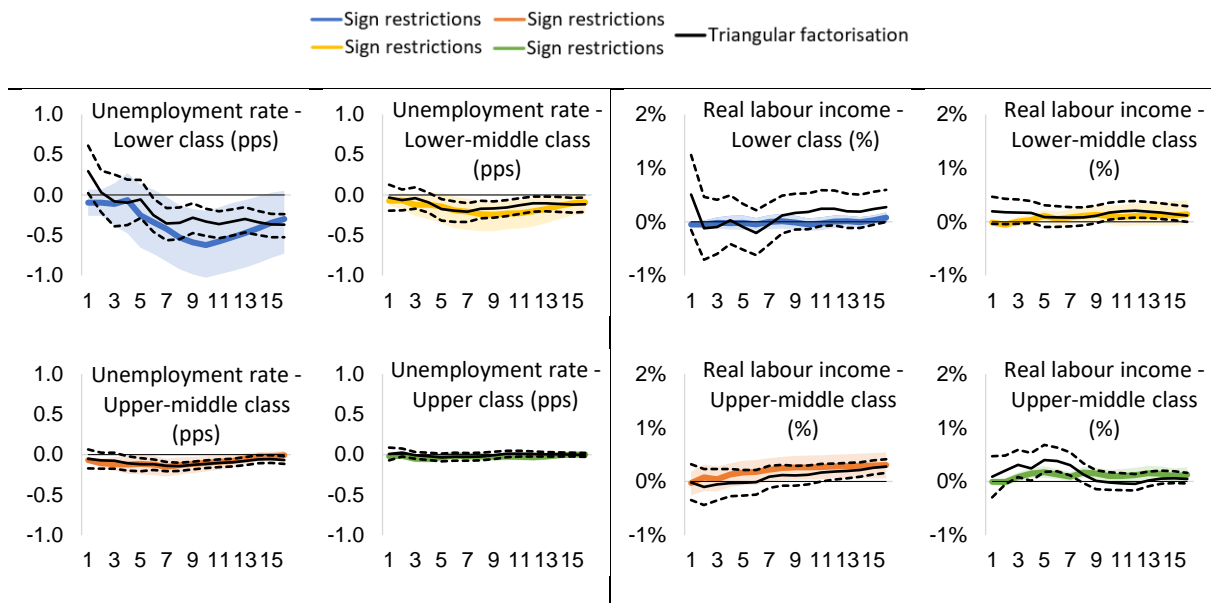 Sign restrictions Sign restrictions
Sign restrictions Sign restrictions
Triangular factorisation
Unemployment rate -
Lower class (pps)
1.0
0.5
0.0
-0.5
-1.0
1 3 5 7 9 11 13 15
Unemployment rate -
Lower-middle class
(pps)
1.0
0.5
0.0
-0.5
-1.0
1 3 5 7 9 11 13 15
Real labour income -
Lower class (%)
2%
1%
0%
-1%
1 3 5 7 9 11 13 15
Real labour income -
Lower-middle class
(%)
2%
1%
0%
-1%
1 3 5 7 9 11 13 15
Unemployment rate -
Upper-middle class
(pps)
1.0
0.5
0.0
-0.5
-1.0
1 3 5 7 9 11 13 15
Unemployment rate -
Upper class (pps)
1.0
0.5
0.0
-0.5
-1.0
1 3 5 7 9 11 13 15
Real labour income -
Upper-middle class
(%)
2%
1%
0%
-1%
1 3 5 7 9 11 13 15
Real labour income -
Upper-middle class
(%)
2%
1%
0%
-1%
1 3 5 7 9 11 13 15